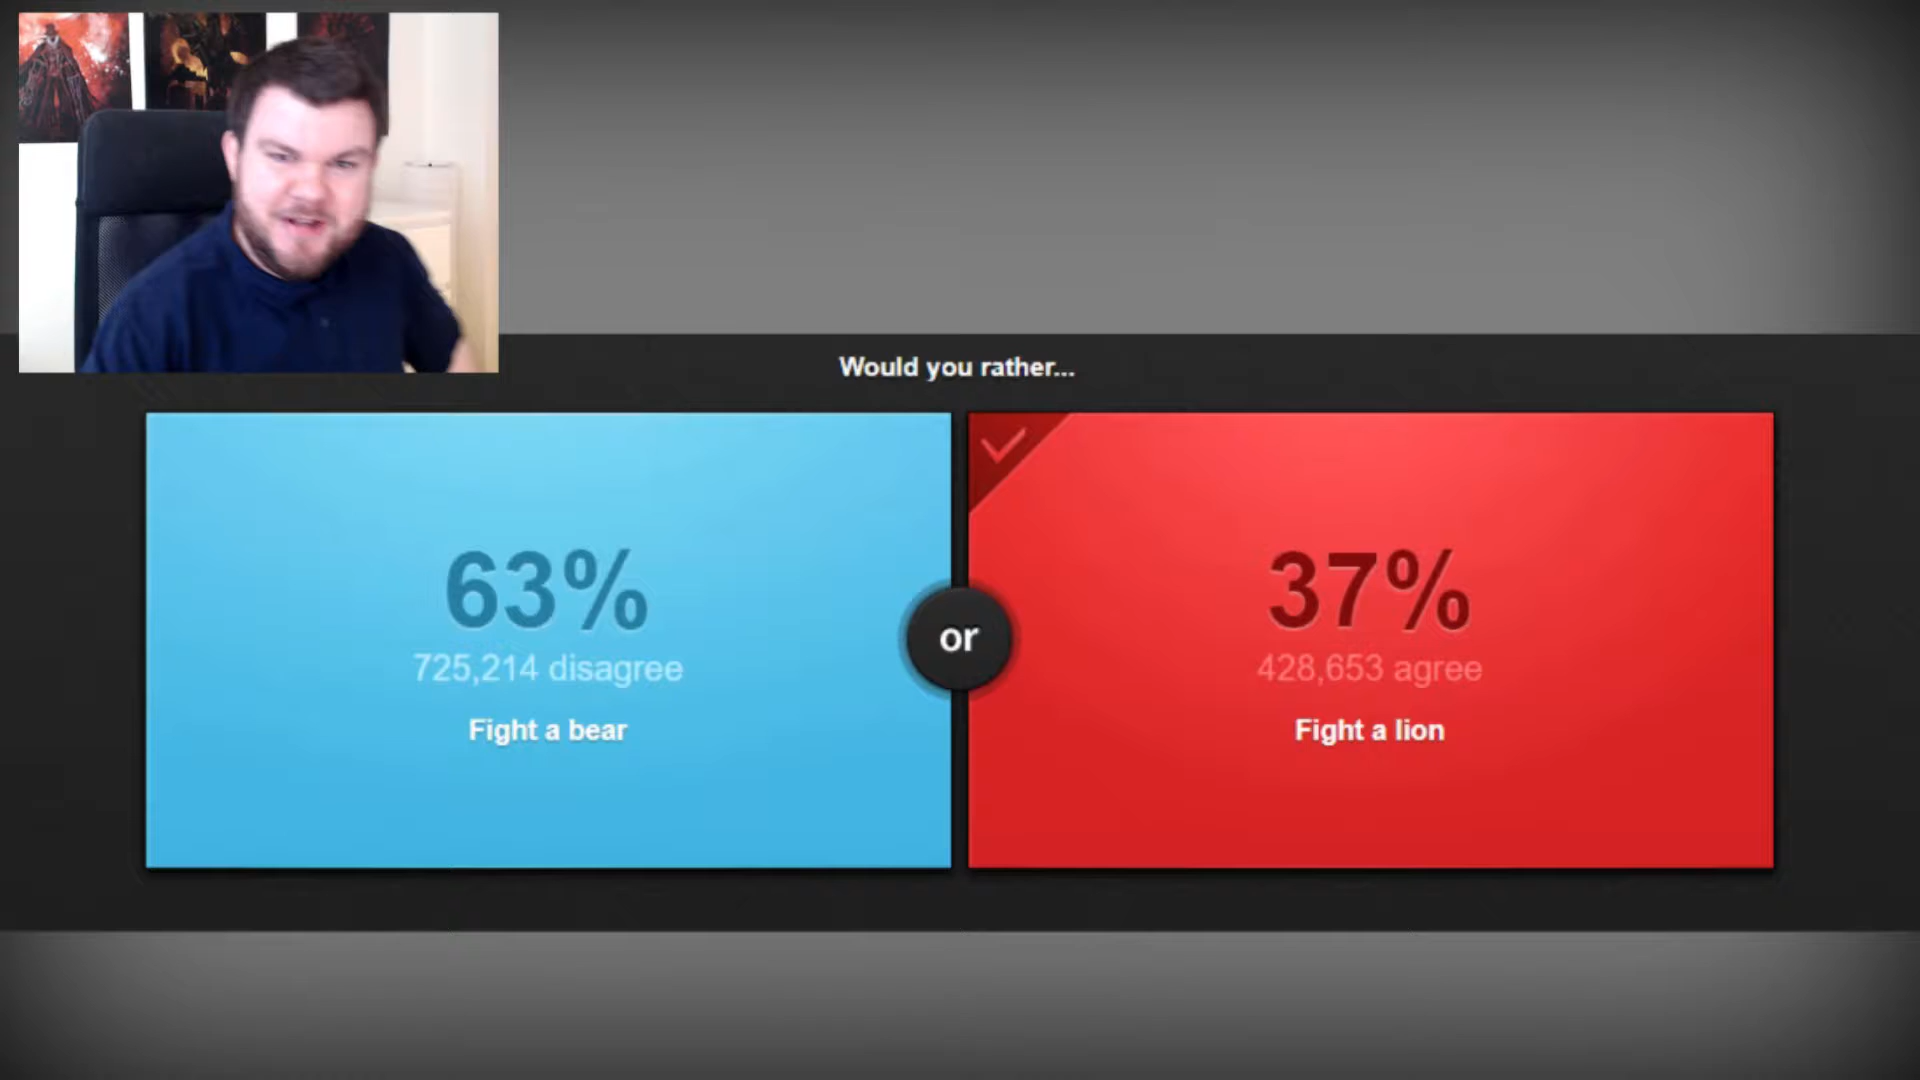 Would you rather...
63%
725,214 disagree
Fight a bear
or
37%
428,653 agree
Fight a lion